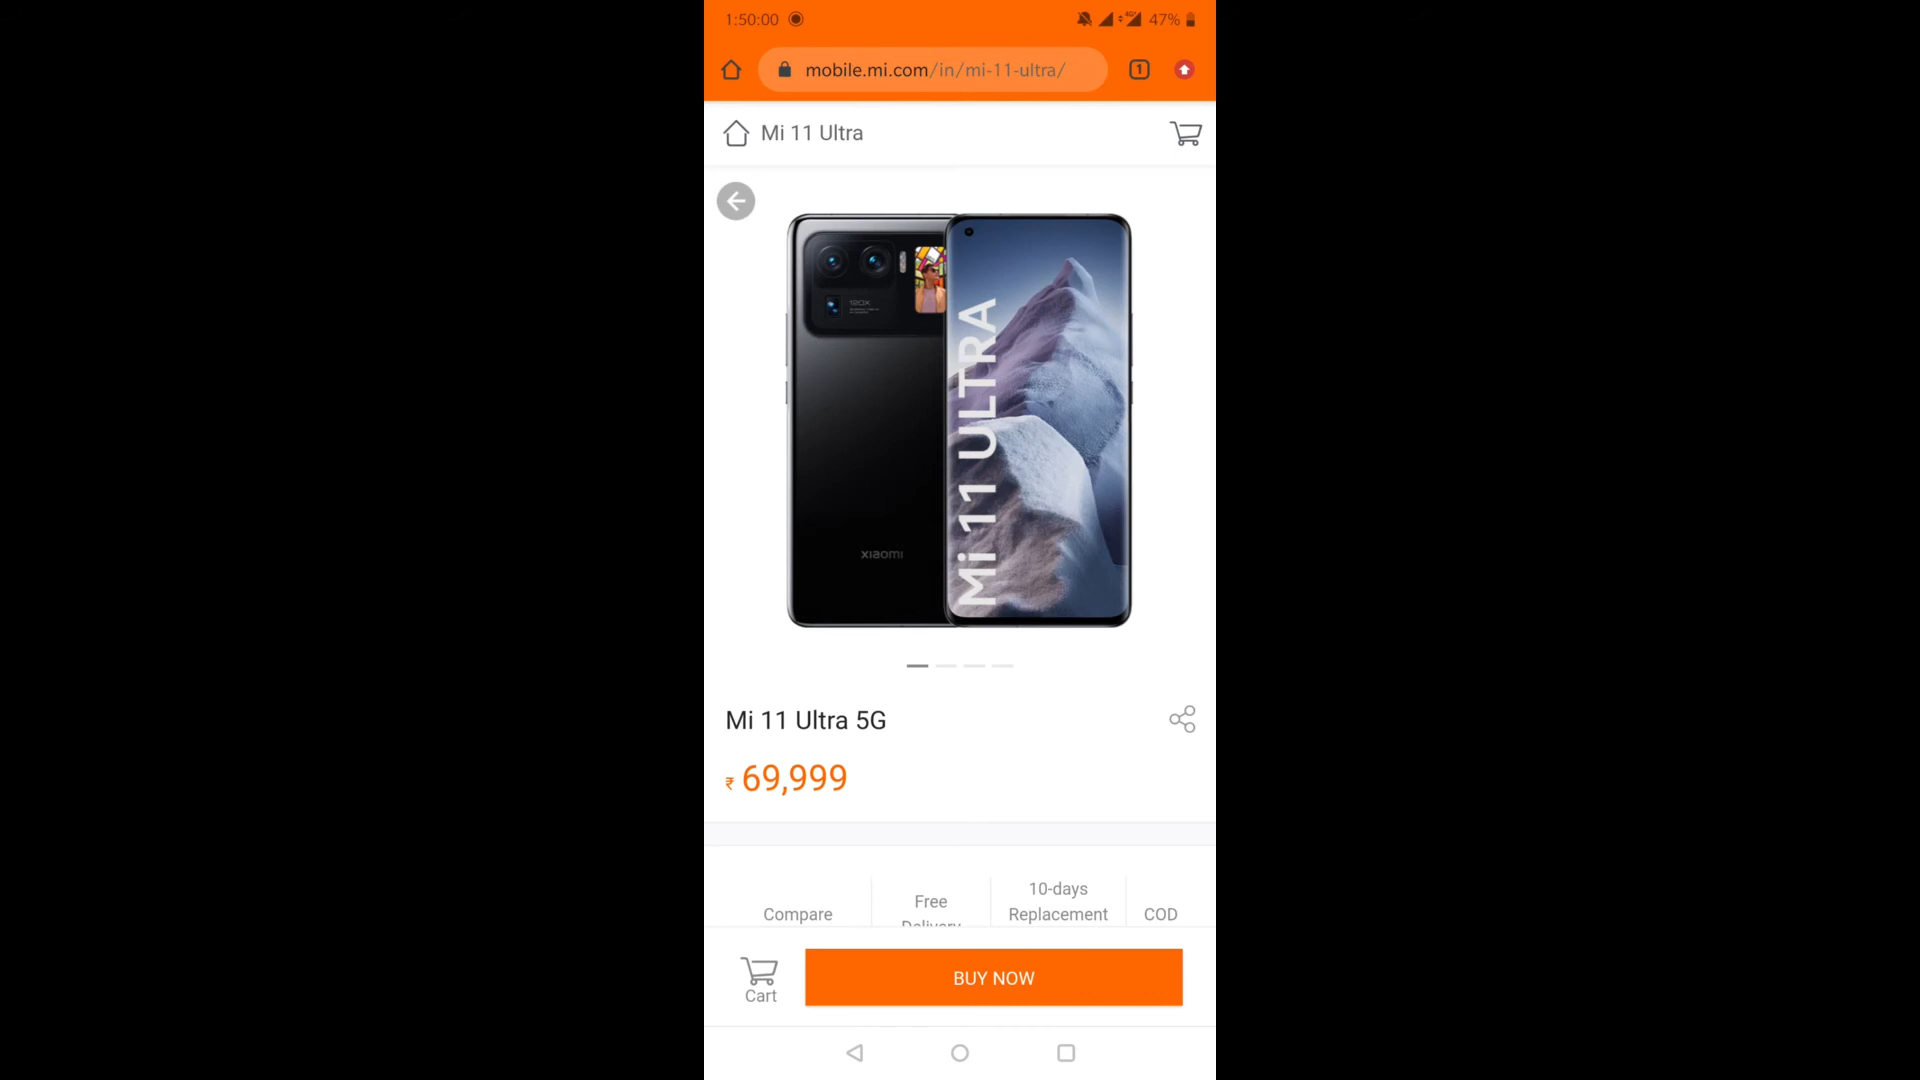 1:50:00
47%
mobile.mi.com/in/mi-11-ultra/
1
Mi 11 Ultra
120X
xiaomi
Mi 11 ULTRA
Mi 11 Ultra 5G
₹ 69,999
Compare
Free
Delivery
10-days
Replacement
COD
Cart
BUY NOW